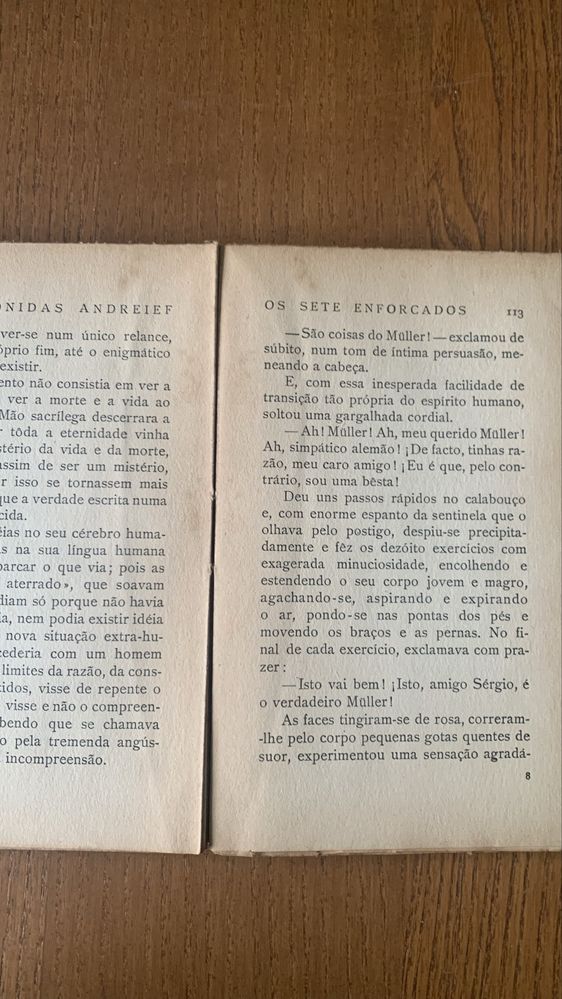 ONIDAS ANDREIEF
ver-se num único relance,
óprio fim, até o enigmático
existir.
ento não consistia em ver a
ver a morte e a vida ao
Mão sacrílega descerrara a
r tôda a eternidade vinha
stério da vida e da morte,
assim de ser um mistério,
r isso se tornassem mais
que a verdade escrita numa
cida.
éias no seu cérebro huma-
as na sua língua humana
barcar o que via; pois as
aterrado», que soavam
diam só porque não havia
ia, nem podia existir idéia
nova situação extra-hu-
cederia com um homem
limites da razão, da cons-
tidos, visse de repente o
visse e não o compreen-
bendo que se chamava
o pela tremenda angús-
incompreensão.
OS SETE ENFORCADOS 113
—São coisas do Müller!—exclamou de
súbito, num tom de íntima persuasão, me-
neando a cabeça.
E, com essa inesperada facilidade de
transição tão própria do espírito humano,
soltou uma gargalhada cordial.
—Ah! Müller! Ah, meu querido Müller!
Ah, simpático alemão! ¡De facto, tinhas ra-
zão, meu caro amigo! ¡Eu é que, pelo con-
trário, sou uma bêsta!
Deu uns passos rápidos no calabouço
e, com enorme espanto da sentinela que o
olhava pelo postigo, despiu-se precipita-
damente e fêz os dezóito exercícios com
exagerada minuciosidade, encolhendo e
estendendo o seu corpo jovem e magro,
agachando-se, aspirando e expirando
o ar, pondo-se nas pontas dos pés e
movendo os braços e as pernas. No fi-
nal de cada exercício, exclamava com pra-
zer:
—Isto vai bem! ¡Isto, amigo Sérgio, é
o verdadeiro Müller!
As faces tingiram-se de rosa, correram-
-lhe pelo corpo pequenas gotas quentes de
suor, experimentou uma sensação agradá-
8